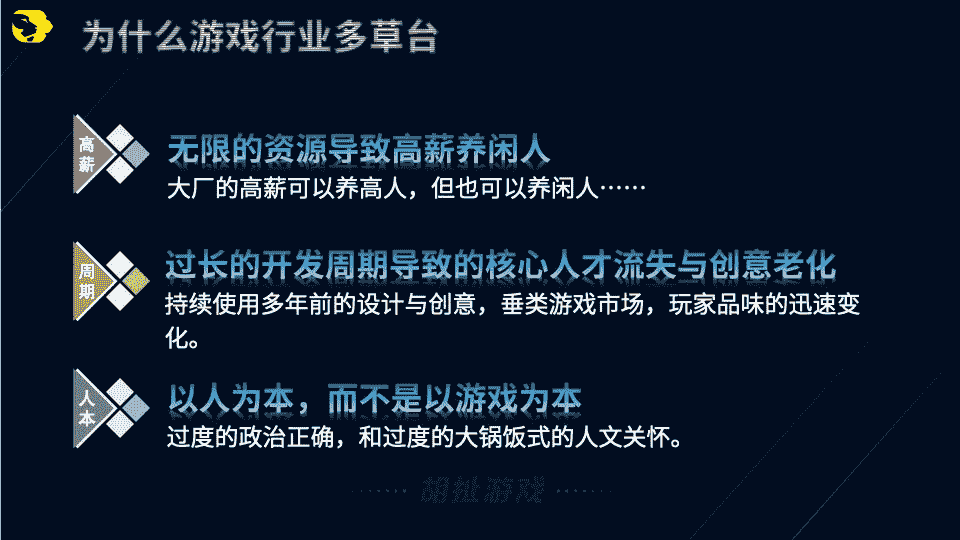 为什么游戏行业多草台
高薪
无限的资源导致高薪养闲人
大厂的高薪可以养高人，但也可以养闲人……
周期
过长的开发周期导致的核心人才流失与创意老化
持续使用多年前的设计与创意，垂类游戏市场，玩家品味的迅速变
化。
人本
以人为本，而不是以游戏为本
过度的政治正确，和过度的大锅饭式的人文关怀。
胡扯游戏